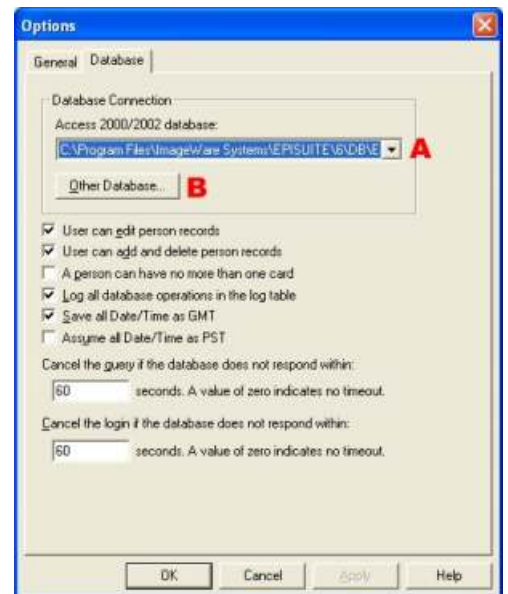 Options
General Database
Database Connection
Access 2000/2002 database:
C:\Program Files\ImageWare Systems\EPISUITE\6\DB\E A
Other Database... B
User can edit person records
User can add and delete person records
A person can have no more than one card
Log all database operations in the log table
Save all Date/Time as GMT
Assume all Date/Time as PST
Cancel the query if the database does not respond within:
60 seconds. A value of zero indicates no timeout.
Cancel the login if the database does not respond within:
60 seconds. A value of zero indicates no timeout.
OK Cancel Apply Help